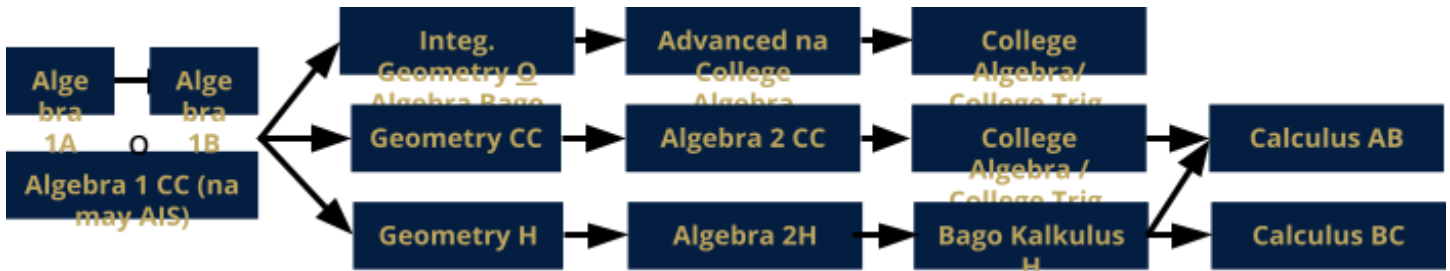 Alge
bra
1A
Alge
bra
1B
O
Algebra 1 CC (na
may AIS)
Integ.
Geometry O
Algebra Bago
Advanced na
College
Algebra
College
Algebra/
College Trig
Geometry CC
Algebra 2 CC
College
Algebra /
College Trig
Calculus AB
Geometry H
Algebra 2H
Bago Kalkulus
H
Calculus BC